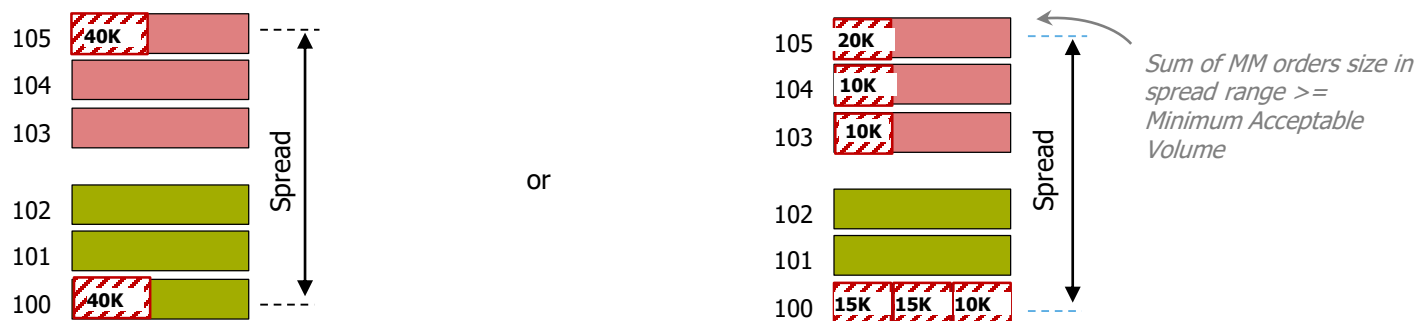 105 40K
104
103
102
101
100 40K
Spread
or
105 20K
104 10K
103 10K
102
101
100 15K 15K 10K
Spread
Sum of MM orders size in
spread range >=
Minimum Acceptable
Volume